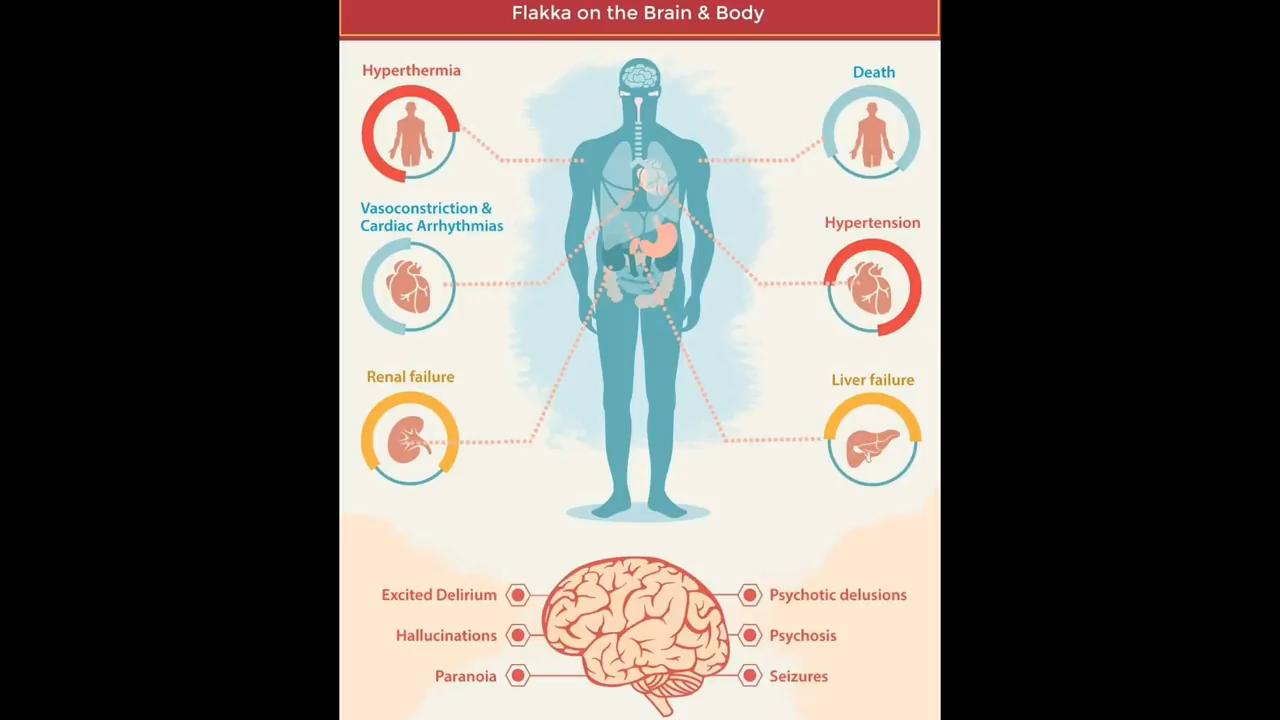 Flakka on the Brain & Body
Hyperthermia
Death
Vasoconstriction &
Cardiac Arrhythmias
Hypertension
Renal failure
Liver failure
Excited Delirium
Hallucinations
Paranoia
Psychotic delusions
Psychosis
Seizures